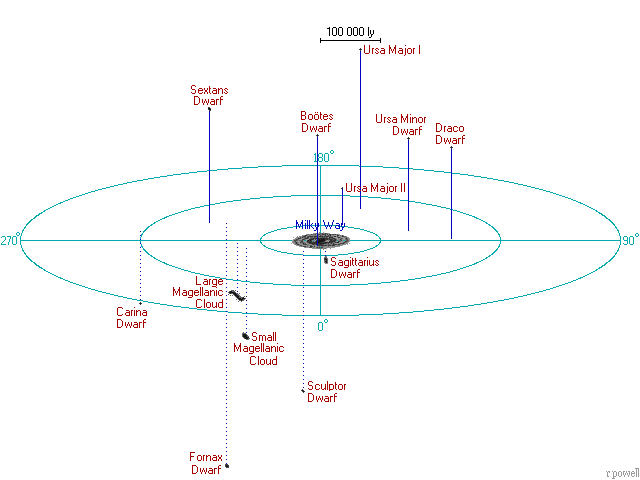 100 000 ly
Ursa Major I
Sextans
Dwarf
Boötes
Dwarf
Ursa Minor
Dwarf
Draco
Dwarf
180°
Ursa Major II
Milky Way
270°
90°
Sagittarius
Dwarf
Large
Magellanic
Cloud
Carina
Dwarf
0°
Small
Magellanic
Cloud
Sculptor
Dwarf
Fornax
Dwarf
r powell